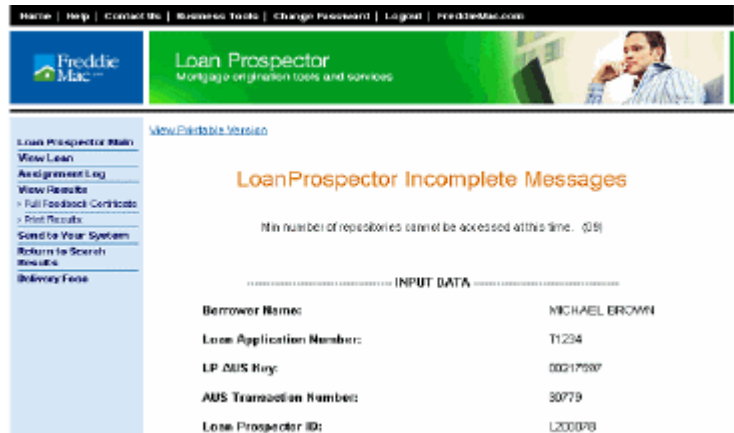 Home | Help | Contact Us | Business Tools | Change Password | Logout | FreddieMac.com
Freddie
Mac
Loan Prospector
Mortgage origination tools and services
View Printable Version
Loan Prospector Main
View Loan
Assignment Log
View Results
› Full Feedback Certificate
› Print Results
Send to Your System
Return to Search
Results
Delivery Fees
LoanProspector Incomplete Messages
Min number of repositories cannot be accessed at this time. (D9)
INPUT DATA
Borrower Name: MICHAEL BROWN
Loan Application Number: T1234
LP AUS Key:
AUS Transaction Number: 30779
Loan Prospector ID: L200078